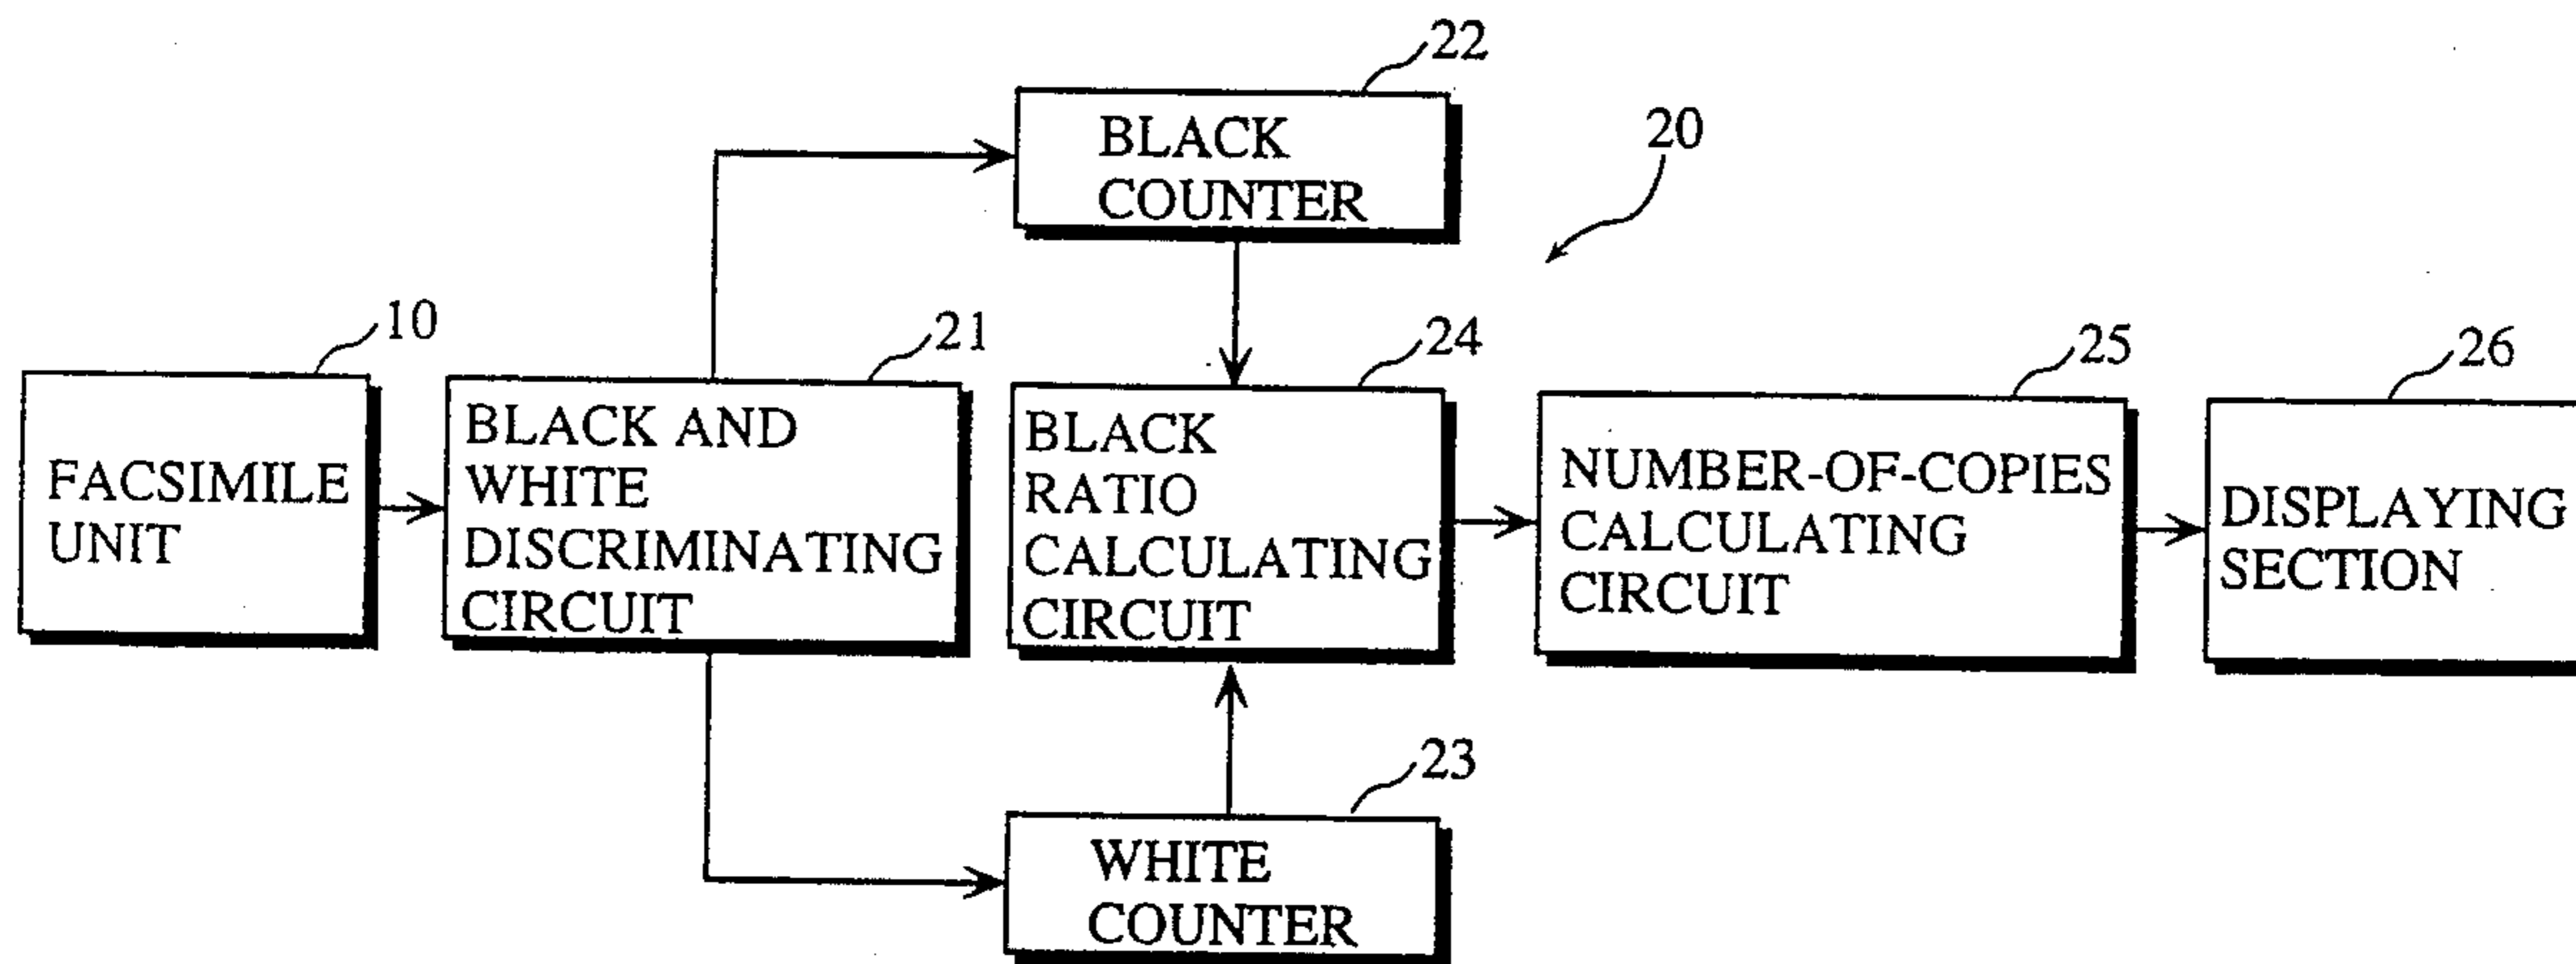 22
BLACK
COUNTER
20
10
FACSIMILE
UNIT
21
BLACK AND
WHITE
DISCRIMINATING
CIRCUIT
24
BLACK
RATIO
CALCULATING
CIRCUIT
25
NUMBER-OF-COPIES
CALCULATING
CIRCUIT
26
DISPLAYING
SECTION
23
WHITE
COUNTER